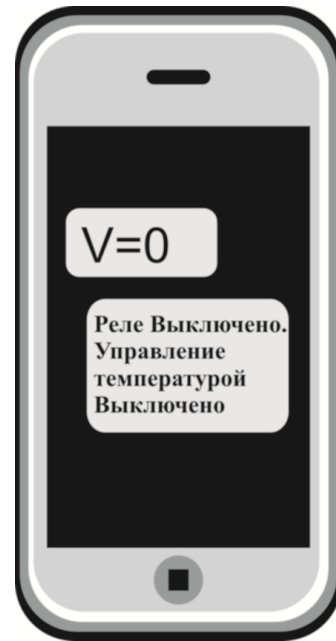 V=0
Реле Выключено.
Управление
температурой
Выключено